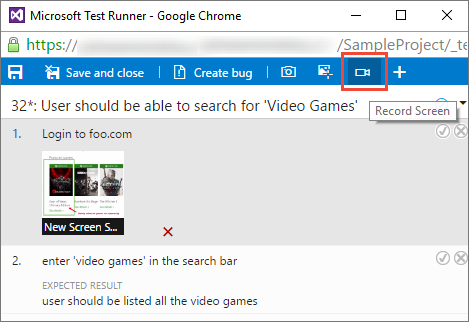 Microsoft Test Runner - Google Chrome
https:// /SampleProject/_te
Save and close Create bug
32*: User should be able to search for 'Video Games'
Record Screen
1. Login to foo.com
New Screen S...
2. enter 'video games' in the search bar
EXPECTED RESULT
user should be listed all the video games